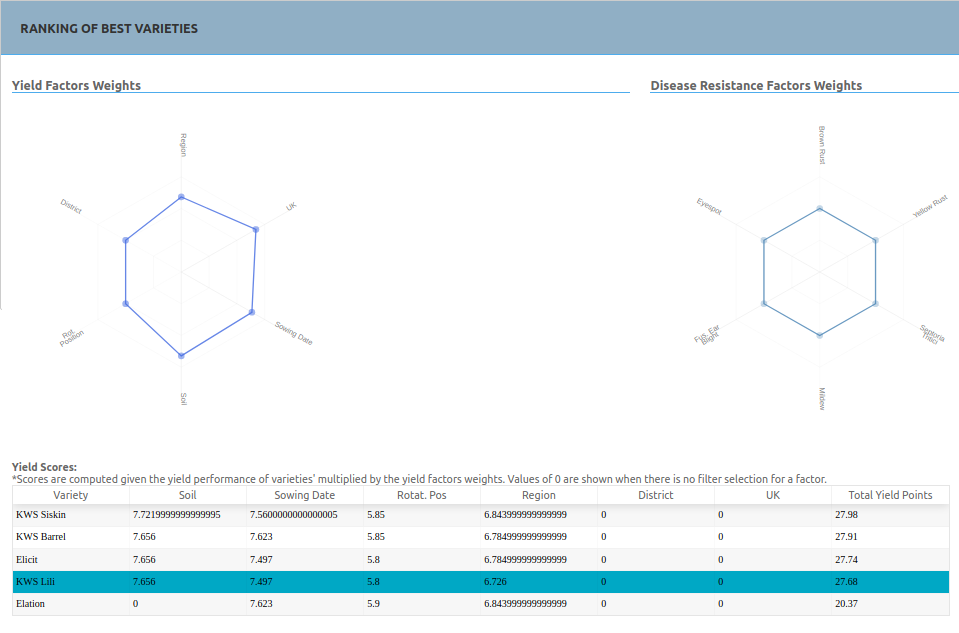 RANKING OF BEST VARIETIES
Yield Factors Weights
Disease Resistance Factors Weights
Region
UK
Sowing Date
Soil
Rot. Position
District
Brown Rust
Yellow Rust
Septoria Tritici
Mildew
Fus. Ear Blight
Eyespot
Yield Scores:
*Scores are computed given the yield performance of varieties' multiplied by the yield factors weights. Values of 0 are shown when there is no filter selection for a factor.
Variety Soil Sowing Date Rotat. Pos Region District UK Total Yield Points
KWS Siskin 7.7219999999999995 7.5600000000000005 5.85 6.843999999999999 0 0 27.98
KWS Barrel 7.656 7.623 5.85 6.784999999999999 0 0 27.91
Elicit 7.656 7.497 5.8 6.784999999999999 0 0 27.74
KWS Lili 7.656 7.497 5.8 6.726 0 0 27.68
Elation 0 7.623 5.9 6.843999999999999 0 0 20.37